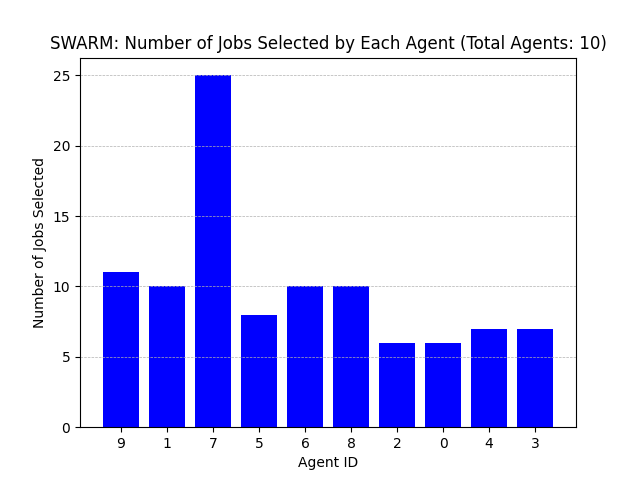 SWARM: Number of Jobs Selected by Each Agent (Total Agents: 10)
Number of Jobs Selected
25
20
15
10
5
0
9 1 7 5 6 8 2 0 4 3
Agent ID